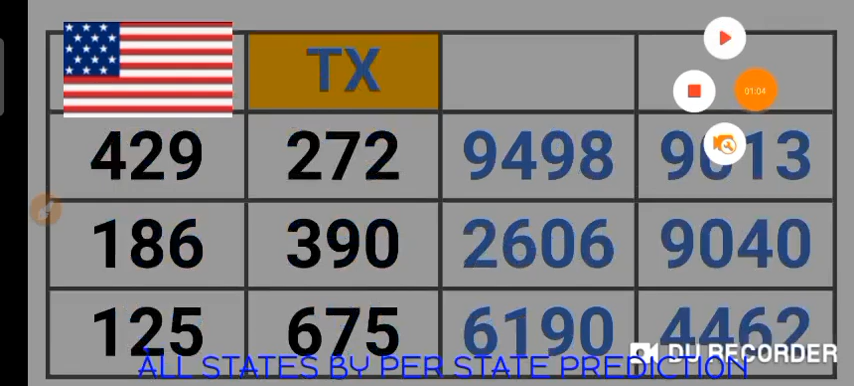 TX
01:04
429 272 9498 9013
186 390 2606 9040
125 675 6190 4462
DU RECORDER
ALL STATES BY PER STATE PREDICTION